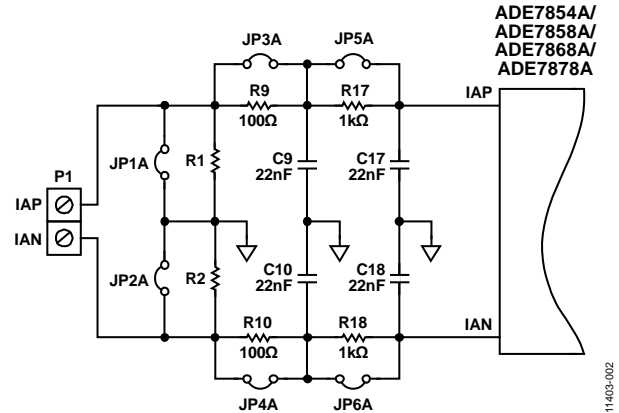 ADE7854A/
ADE7858A/
ADE7868A/
ADE7878A
JP3A
JP5A
R9
100Ω
R17
1kΩ
IAP
P1
JP1A
R1
C9
22nF
C17
22nF
IAP
IAN
JP2A
R2
C10
22nF
C18
22nF
R10
100Ω
R18
1kΩ
IAN
JP4A
JP6A
11403-002